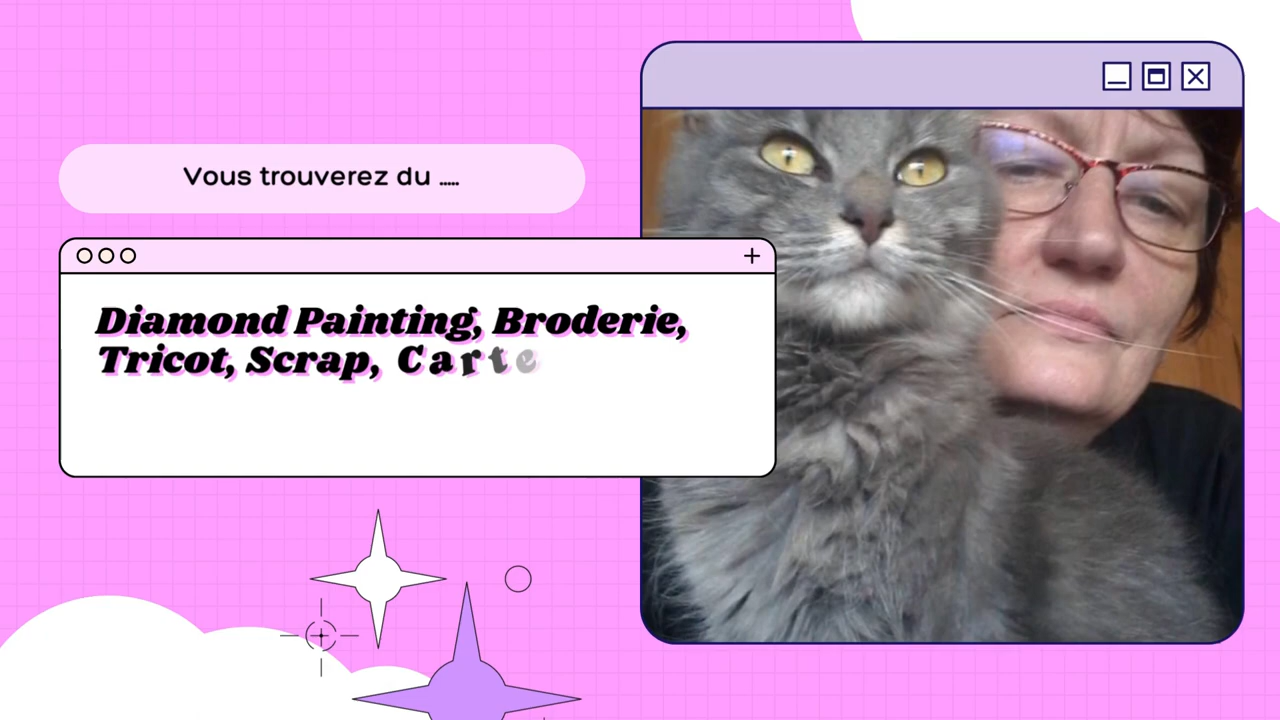 Vous trouverez du .....
Diamond Painting, Broderie,
Tricot, Scrap, Carte